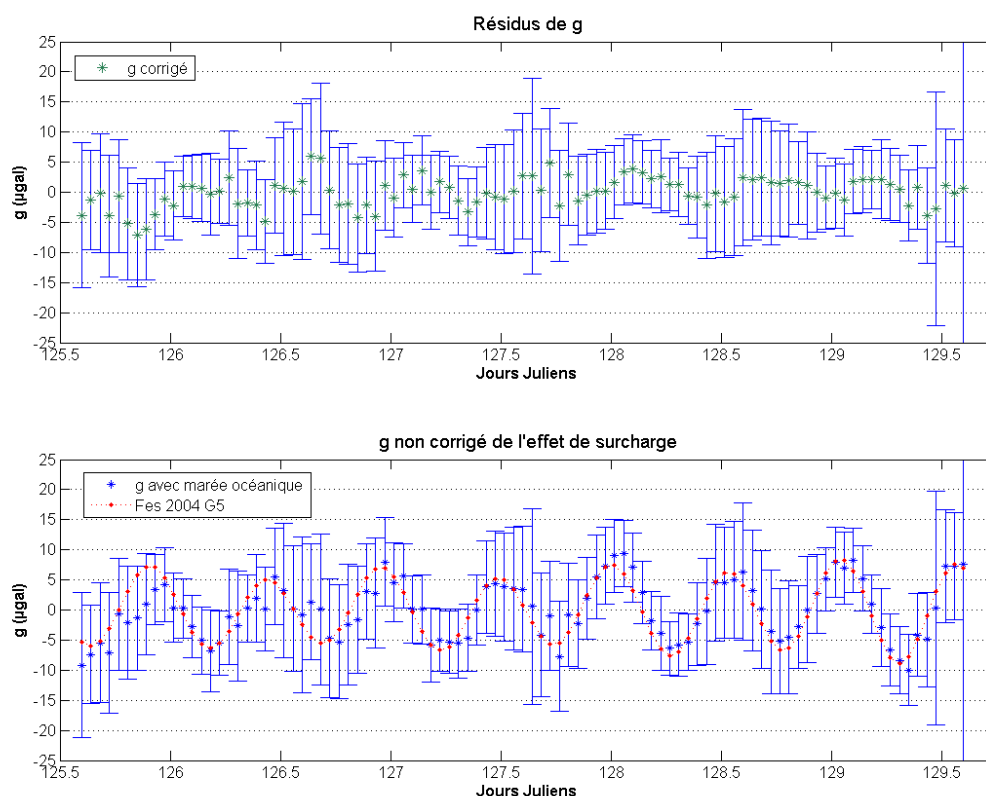 Résidus de g
25
20
15
10
5
0
-5
-10
-15
-20
-25
g (µgal)
g corrigé
125.5 126 126.5 127 127.5 128 128.5 129 129.5
Jours Juliens
g non corrigé de l'effet de surcharge
25
20
15
10
5
0
-5
-10
-15
-20
-25
g (µgal)
g avec marée océanique
Fes 2004 G5
125.5 126 126.5 127 127.5 128 128.5 129 129.5
Jours Juliens